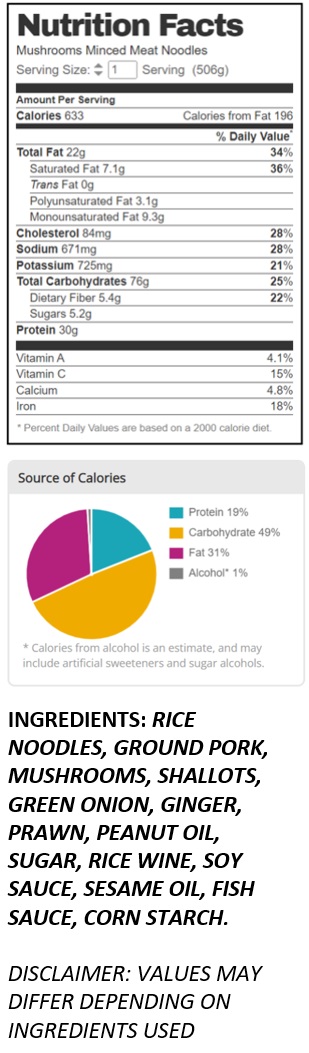 Nutrition Facts
Mushrooms Minced Meat Noodles
Serving Size: 1 Serving (506g)
Amount Per Serving
Calories 633 Calories from Fat 196
% Daily Value*
Total Fat 22g 34%
Saturated Fat 7.1g 36%
Trans Fat 0g
Polyunsaturated Fat 3.1g
Monounsaturated Fat 9.3g
Cholesterol 84mg 28%
Sodium 671mg 28%
Potassium 725mg 21%
Total Carbohydrates 76g 25%
Dietary Fiber 5.4g 22%
Sugars 5.2g
Protein 30g
Vitamin A 4.1%
Vitamin C 15%
Calcium 4.8%
Iron 18%
* Percent Daily Values are based on a 2000 calorie diet.
Source of Calories
Protein 19%
Carbohydrate 49%
Fat 31%
Alcohol* 1%
* Calories from alcohol is an estimate, and may
include artificial sweeteners and sugar alcohols.
INGREDIENTS: RICE
NOODLES, GROUND PORK,
MUSHROOMS, SHALLOTS,
GREEN ONION, GINGER,
PRAWN, PEANUT OIL,
SUGAR, RICE WINE, SOY
SAUCE, SESAME OIL, FISH
SAUCE, CORN STARCH.
DISCLAIMER: VALUES MAY
DIFFER DEPENDING ON
INGREDIENTS USED